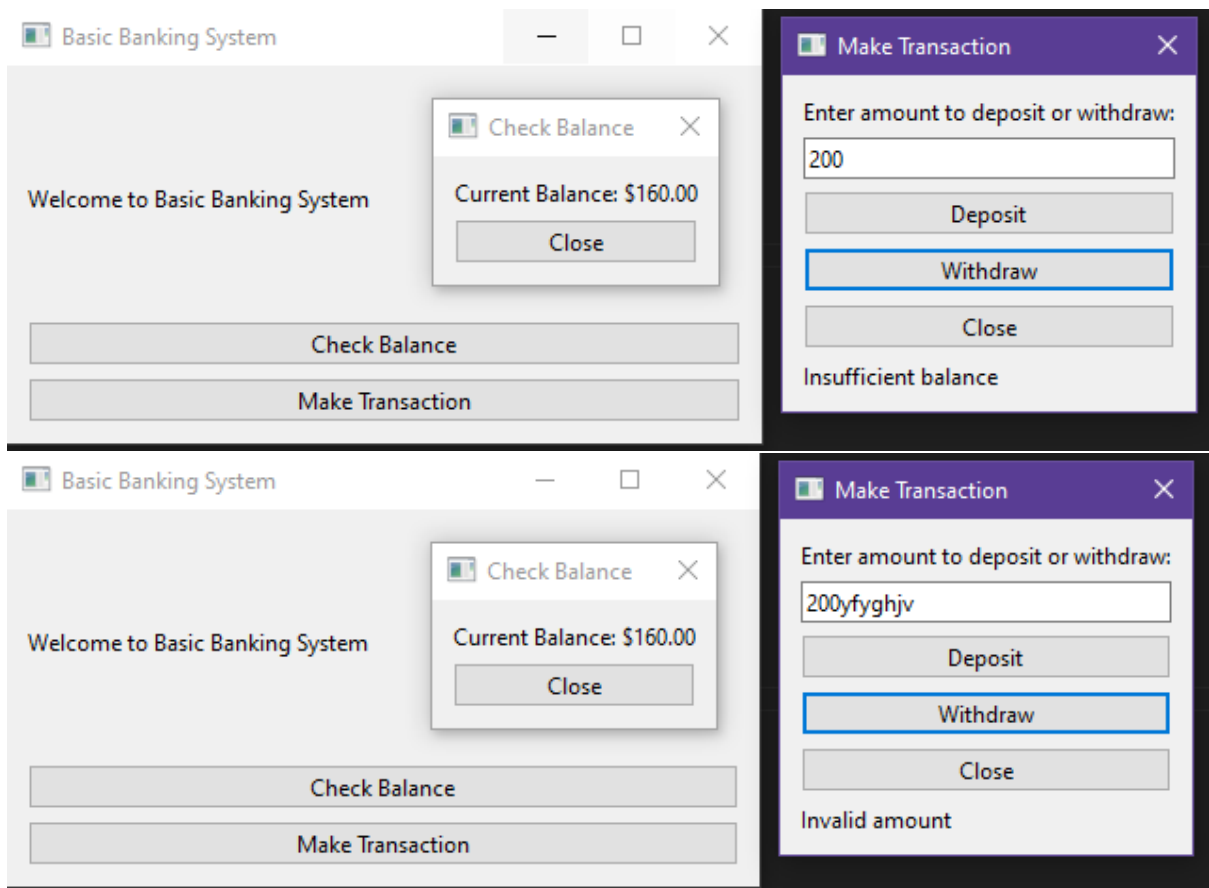 Basic Banking System
Welcome to Basic Banking System
Check Balance
Current Balance: $160.00
Close
Check Balance
Make Transaction
Make Transaction
Enter amount to deposit or withdraw:
200
Deposit
Withdraw
Close
Insufficient balance
Basic Banking System
Welcome to Basic Banking System
Check Balance
Current Balance: $160.00
Close
Check Balance
Make Transaction
Make Transaction
Enter amount to deposit or withdraw:
200yfyghjv
Deposit
Withdraw
Close
Invalid amount